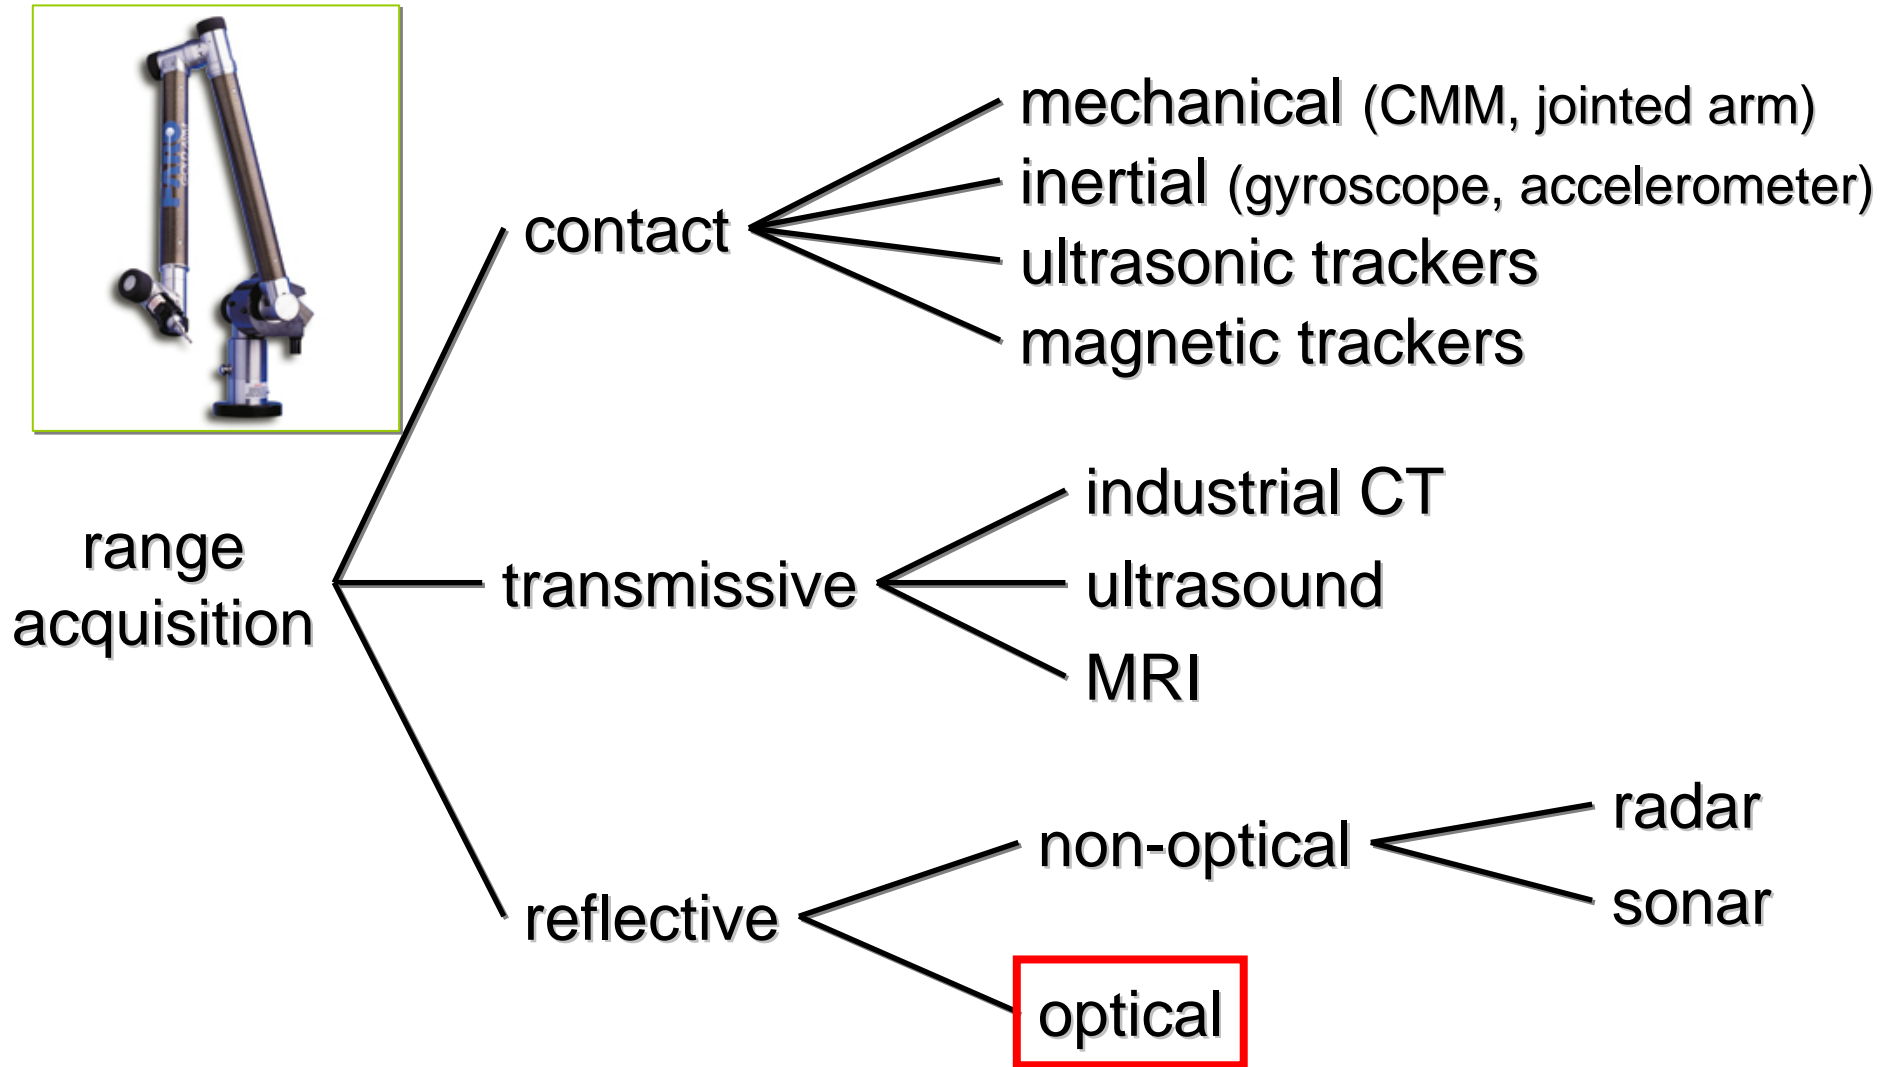 FARO
mechanical (CMM, jointed arm)
inertial (gyroscope, accelerometer)
contact
ultrasonic trackers
magnetic trackers
industrial CT
range
acquisition
transmissive
ultrasound
MRI
radar
non-optical
sonar
reflective
optical